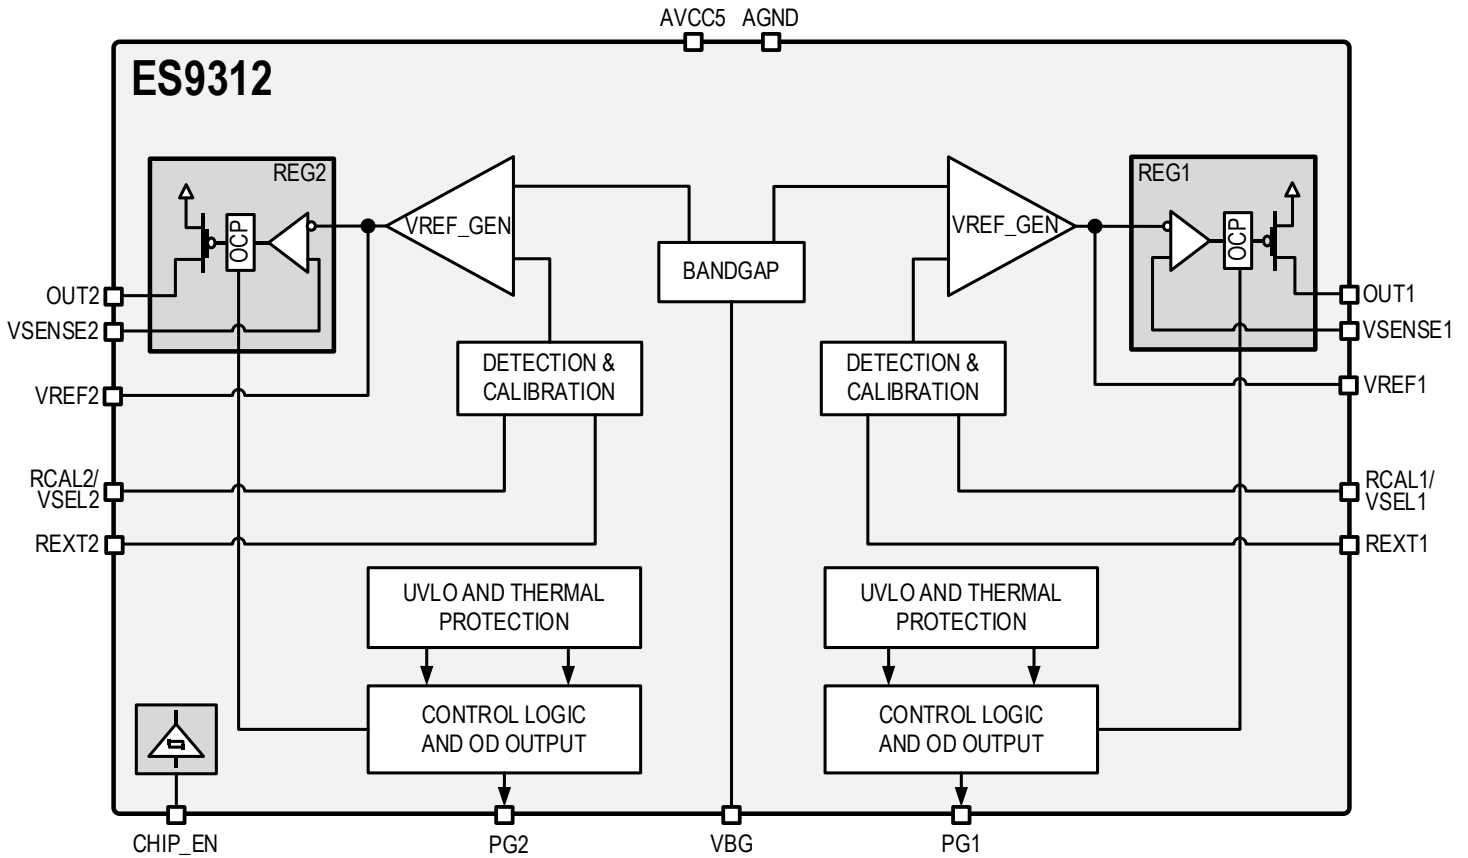 AVCC5 AGND
ES9312
REG2
REG1
VREF_GEN
VREF_GEN
OCP
OCP
BANDGAP
OUT2
OUT1
VSENSE2
VSENSE1
DETECTION &
CALIBRATION
DETECTION &
CALIBRATION
VREF2
VREF1
RCAL2/
VSEL2
RCAL1/
VSEL1
REXT2
REXT1
UVLO AND THERMAL
PROTECTION
UVLO AND THERMAL
PROTECTION
CONTROL LOGIC
AND OD OUTPUT
CONTROL LOGIC
AND OD OUTPUT
CHIP_EN
PG2
VBG
PG1